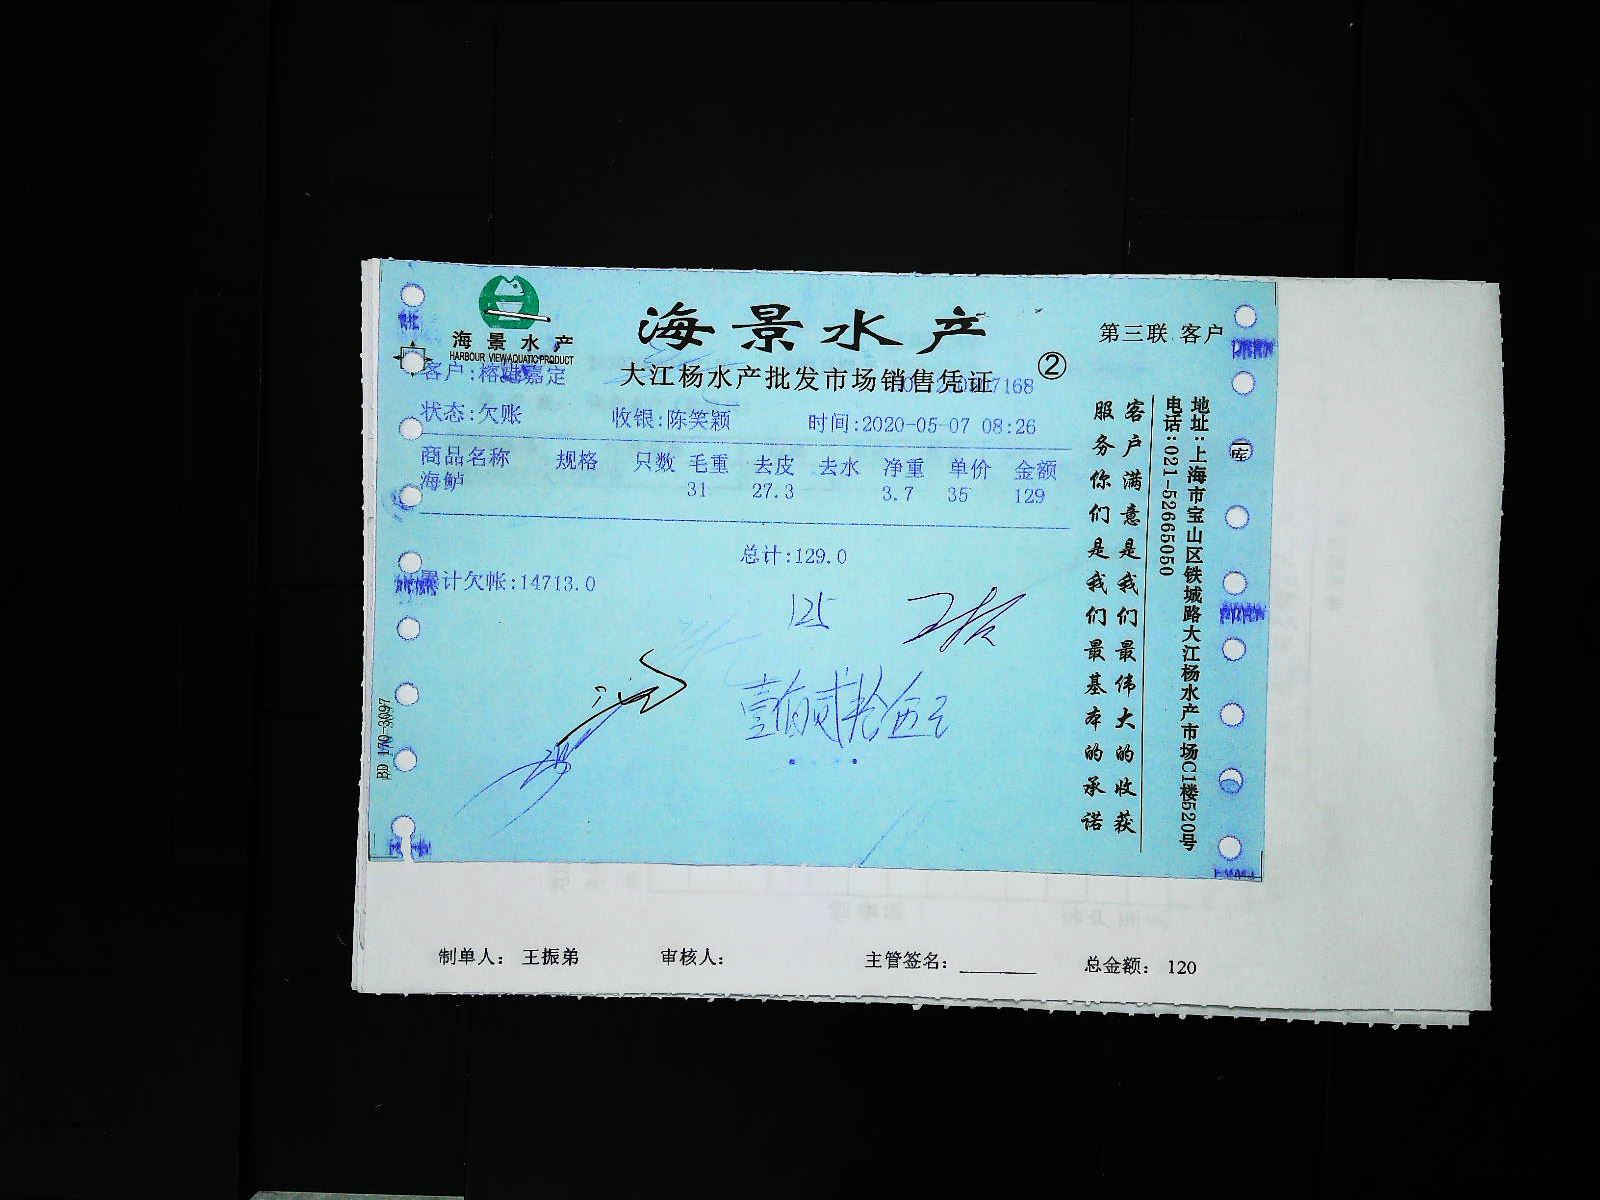 海景水产
HARBOUR VIEW AQUATIC PRODUCT
海景水产
第三联 客户
大江杨水产批发市场销售凭证
②
7168
客户:榕港嘉定
状态:欠账 收银:陈笑颖 时间:2020-05-07 08:26
商品名称 规格 只数 毛重 去皮 去水 净重 单价 金额
海鲈 31 27.3 3.7 35 129
总计:129.0
累计欠帐:14713.0
125
壹佰贰拾伍元
客户满意是我们最伟大的收获
服务你们是我们最基本的承诺
地址:上海市宝山区铁城路大江杨水产市场C1楼520号
电话:021-52665050
BD 170-3097
制单人: 王振弟 审核人: 主管签名: 总金额: 120